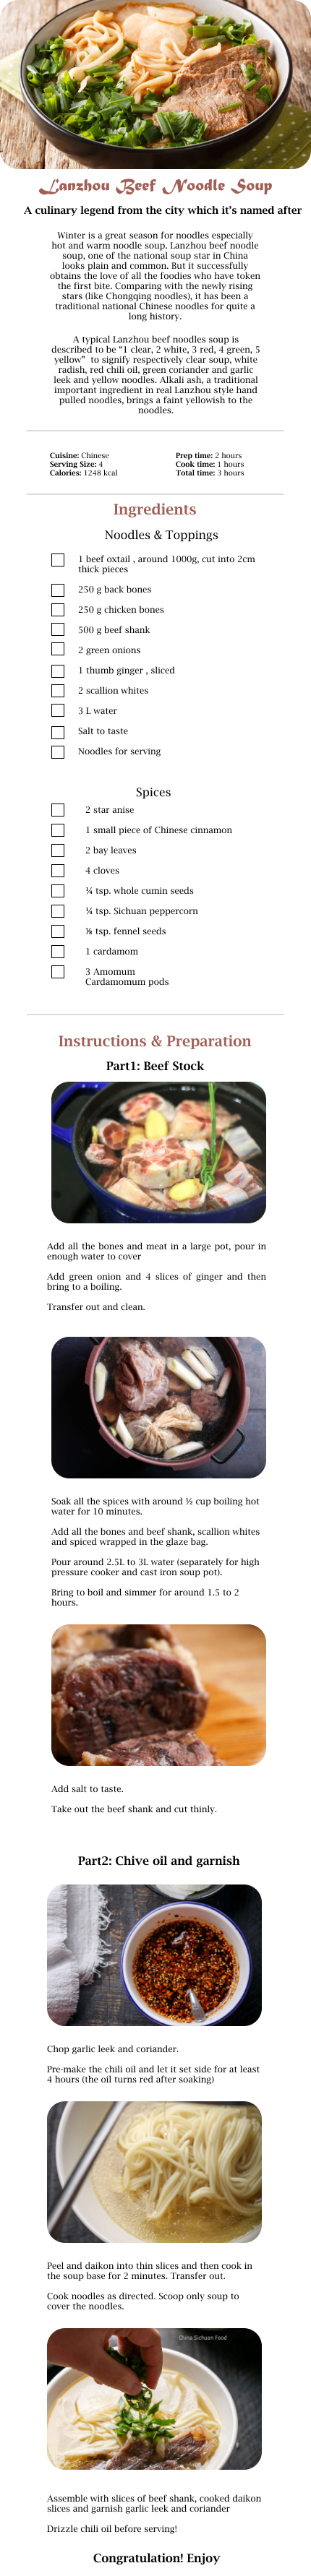 Lanzhou Beef Noodle Soup
A culinary legend from the city which it's named after
Winter is a great season for noodles especially
hot and warm noodle soup. Lanzhou beef noodle
soup, one of the national soup star in China
looks plain and common. But it successfully
obtains the love of all the foodies who have token
the first bite. Comparing with the newly rising
stars (like Chongqing noodles), it has been a
traditional national Chinese noodles for quite a
long history.
A typical Lanzhou beef noodles soup is
described to be “1 clear, 2 white, 3 red, 4 green, 5
yellow” to signify respectively clear soup, white
radish, red chili oil, green coriander and garlic
leek and yellow noodles. Alkali ash, a traditional
important ingredient in real Lanzhou style hand
pulled noodles, brings a faint yellowish to the
noodles.
Cuisine: Chinese
Serving Size: 4
Calories: 1248 kcal
Prep time: 2 hours
Cook time: 1 hours
Total time: 3 hours
Ingredients
Noodles & Toppings
1 beef oxtail , around 1000g, cut into 2cm
thick pieces
250 g back bones
250 g chicken bones
500 g beef shank
2 green onions
1 thumb ginger , sliced
2 scallion whites
3 L water
Salt to taste
Noodles for serving
Spices
2 star anise
1 small piece of Chinese cinnamon
2 bay leaves
4 cloves
¼ tsp. whole cumin seeds
¼ tsp. Sichuan peppercorn
⅛ tsp. fennel seeds
1 cardamom
3 Amomum
Cardamomum pods
Instructions & Preparation
Part1: Beef Stock
Add all the bones and meat in a large pot, pour in
enough water to cover
Add green onion and 4 slices of ginger and then
bring to a boiling.
Transfer out and clean.
Soak all the spices with around ½ cup boiling hot
water for 10 minutes.
Add all the bones and beef shank, scallion whites
and spiced wrapped in the glaze bag.
Pour around 2.5L to 3L water (separately for high
pressure cooker and cast iron soup pot).
Bring to boil and simmer for around 1.5 to 2
hours.
Add salt to taste.
Take out the beef shank and cut thinly.
Part2: Chive oil and garnish
Chop garlic leek and coriander.
Pre-make the chili oil and let it set side for at least
4 hours (the oil turns red after soaking)
Peel and daikon into thin slices and then cook in
the soup base for 2 minutes. Transfer out.
Cook noodles as directed. Scoop only soup to
cover the noodles.
China Sichuan Food
Assemble with slices of beef shank, cooked daikon
slices and garnish garlic leek and coriander
Drizzle chili oil before serving!
Congratulation! Enjoy